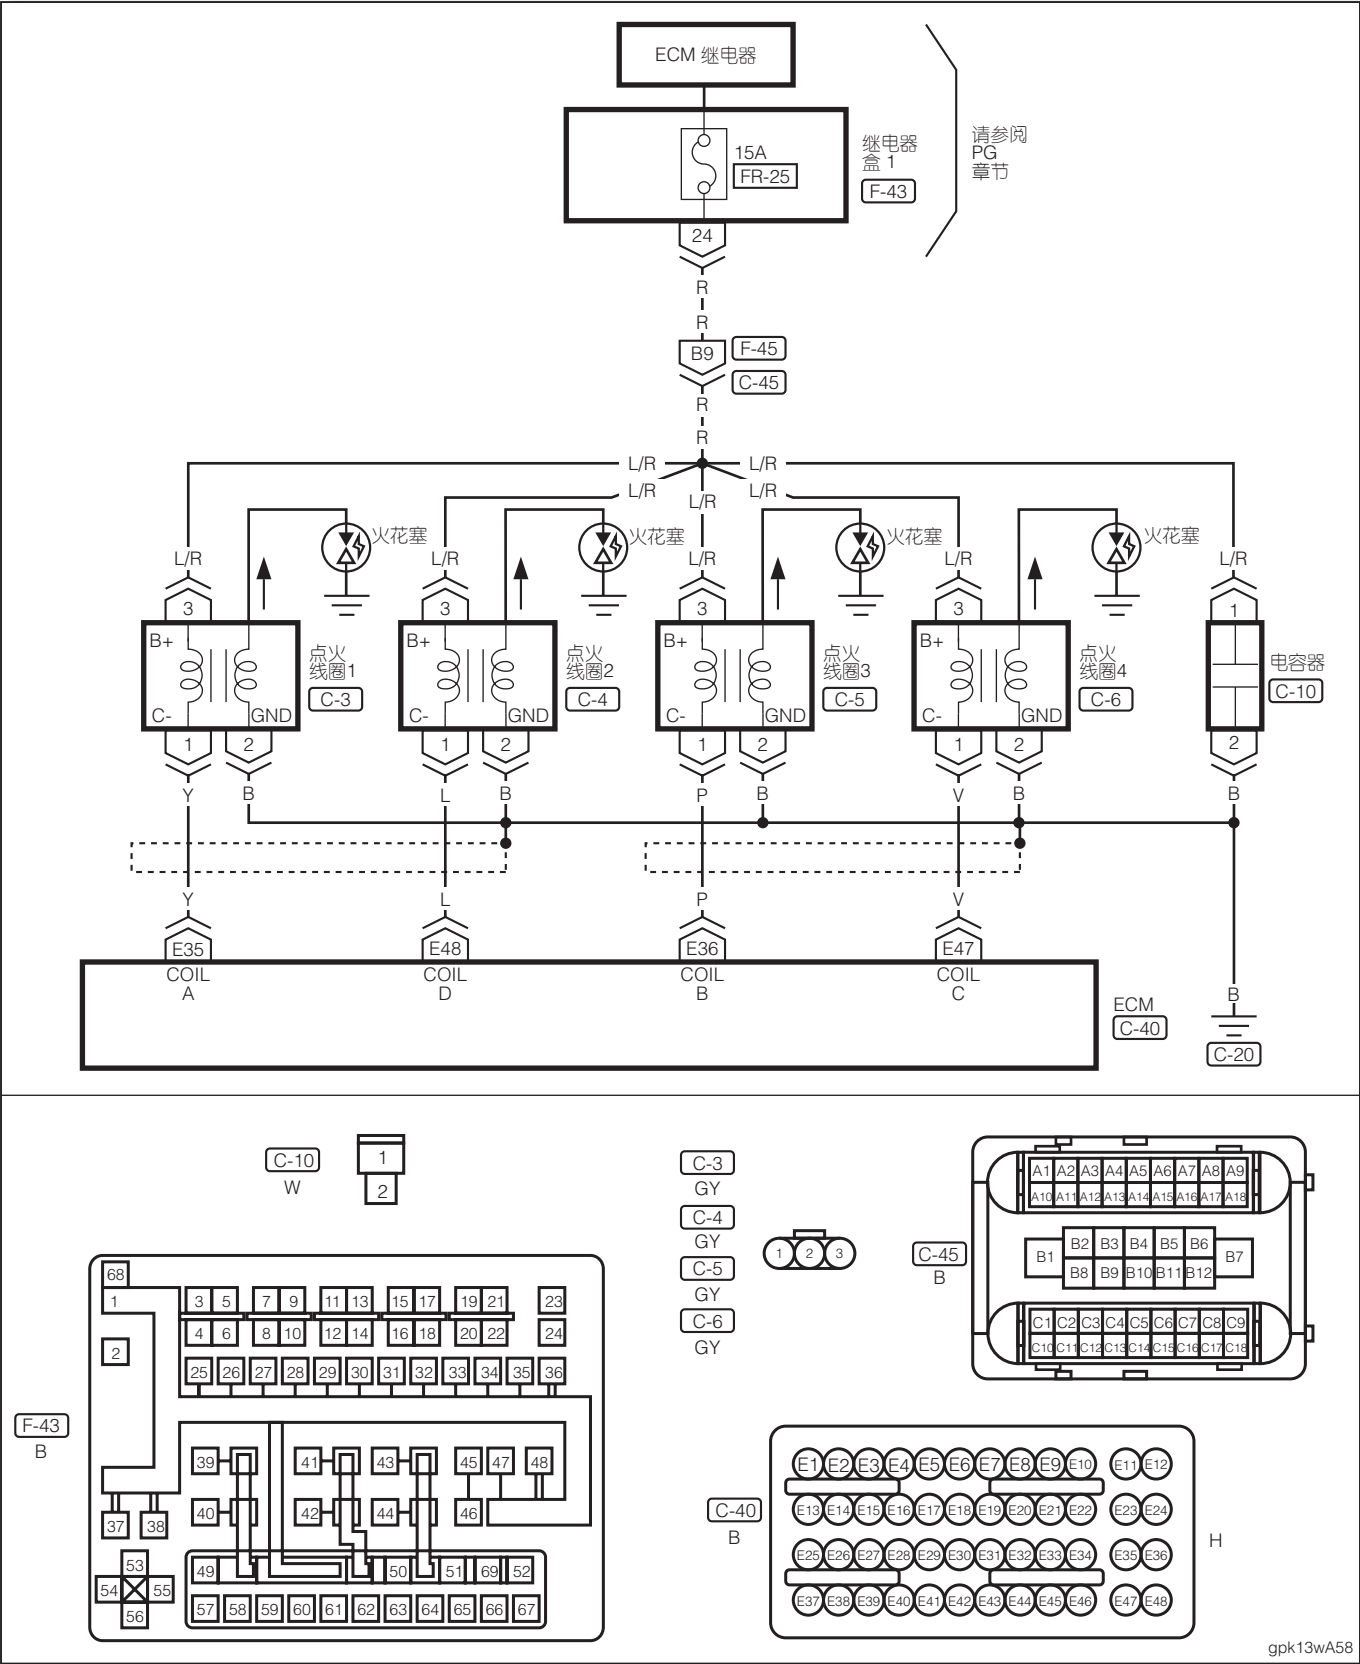 ECM 继电器
15A
FR-25
继电器
盒 1
F-43
请参阅
PG
章节
24
R
R
B9
F-45
C-45
R
R
L/R
L/R
L/R
L/R
L/R
火花塞
火花塞
火花塞
火花塞
L/R
L/R
L/R
L/R
L/R
3
3
3
3
1
B+
B+
B+
B+
点火
线圈1
C-3
点火
线圈2
C-4
点火
线圈3
C-5
点火
线圈4
C-6
电容器
C-10
C-
GND
C-
GND
C-
GND
C-
GND
1
2
1
2
1
2
1
2
2
Y
B
L
B
P
B
V
B
B
Y
L
P
V
E35
E48
E36
E47
COIL
A
COIL
D
COIL
B
COIL
C
ECM
C-40
B
C-20
C-10
W
1
2
C-3
GY
C-4
GY
C-5
GY
C-6
GY
1 2 3
C-45
B
A1 A2 A3 A4 A5 A6 A7 A8 A9
A10 A11 A12 A13 A14 A15 A16 A17 A18
B1
B2 B3 B4 B5 B6
B7
B8 B9 B10 B11 B12
C1 C2 C3 C4 C5 C6 C7 C8 C9
C10 C11 C12 C13 C14 C15 C16 C17 C18
F-43
B
68
1
2
3 5 7 9 11 13 15 17 19 21 23
4 6 8 10 12 14 16 18 20 22 24
25 26 27 28 29 30 31 32 33 34 35 36
39 41 43 45 47 48
40 42 44 46
37 38
53
54 55
56
49 50 51 69 52
57 58 59 60 61 62 63 64 65 66 67
C-40
B
E1 E2 E3 E4 E5 E6 E7 E8 E9 E10 E11 E12
E13 E14 E15 E16 E17 E18 E19 E20 E21 E22 E23 E24
E25 E26 E27 E28 E29 E30 E31 E32 E33 E34 E35 E36
E37 E38 E39 E40 E41 E42 E43 E44 E45 E46 E47 E48
H
gpk13wA58